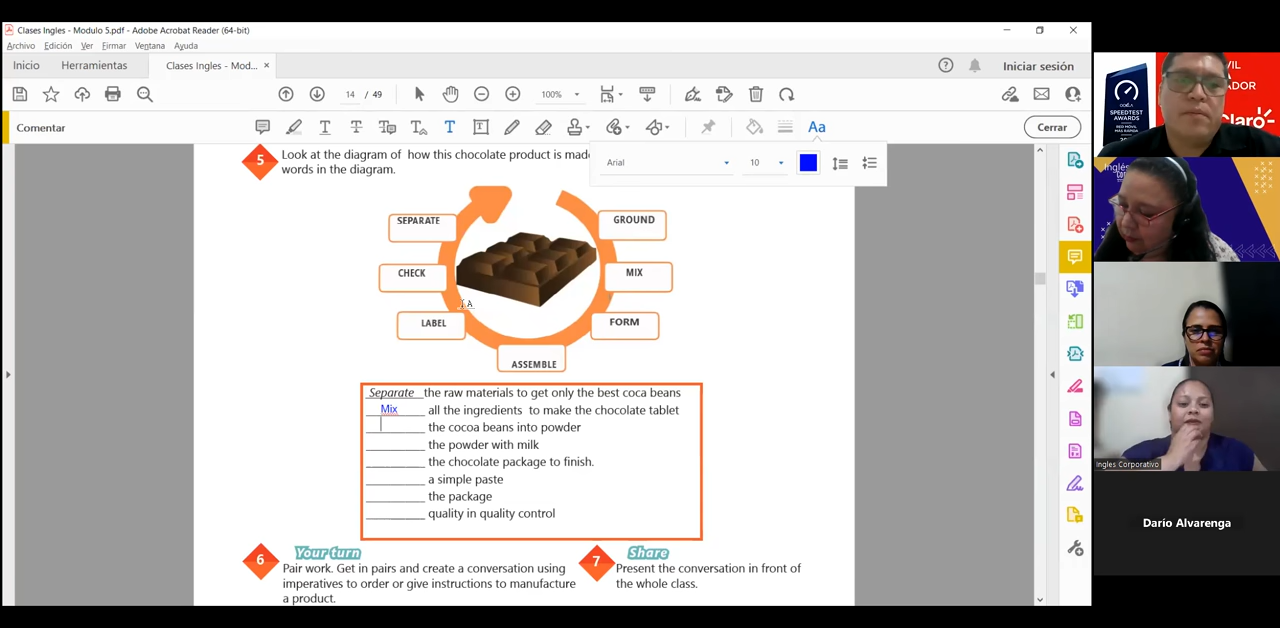 Clases Ingles - Modulo 5.pdf - Adobe Acrobat Reader (64-bit)
Archivo Edición Ver Firmar Ventana Ayuda
Inicio Herramientas Clases Ingles - Mod... × Iniciar sesión
14 / 49 100%
Comentar Cerrar
Arial 10
5 Look at the diagram of how this chocolate product is made
words in the diagram.
SEPARATE GROUND
CHECK MIX
LABEL FORM
ASSEMBLE
Separate the raw materials to get only the best coca beans
Mix all the ingredients to make the chocolate tablet
the cocoa beans into powder
the powder with milk
the chocolate package to finish.
a simple paste
the package
quality in quality control
6 Your turn
Pair work. Get in pairs and create a conversation using
imperatives to order or give instructions to manufacture
a product.
7 Share
Present the conversation in front of
the whole class.
SPEEDTEST
AWARDS
Claro
Ingles Corporativo
Darío Alvarenga